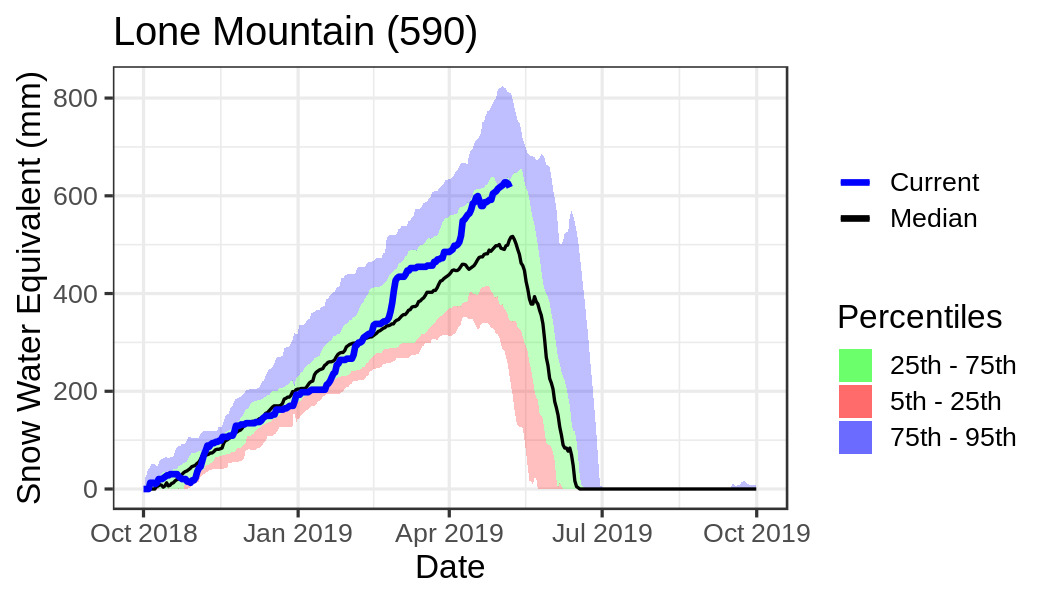 Lone Mountain (590)
Snow Water Equivalent (mm)
800
600
400
200
0
Oct 2018
Jan 2019
Apr 2019
Jul 2019
Oct 2019
Date
Current
Median
Percentiles
25th - 75th
5th - 25th
75th - 95th